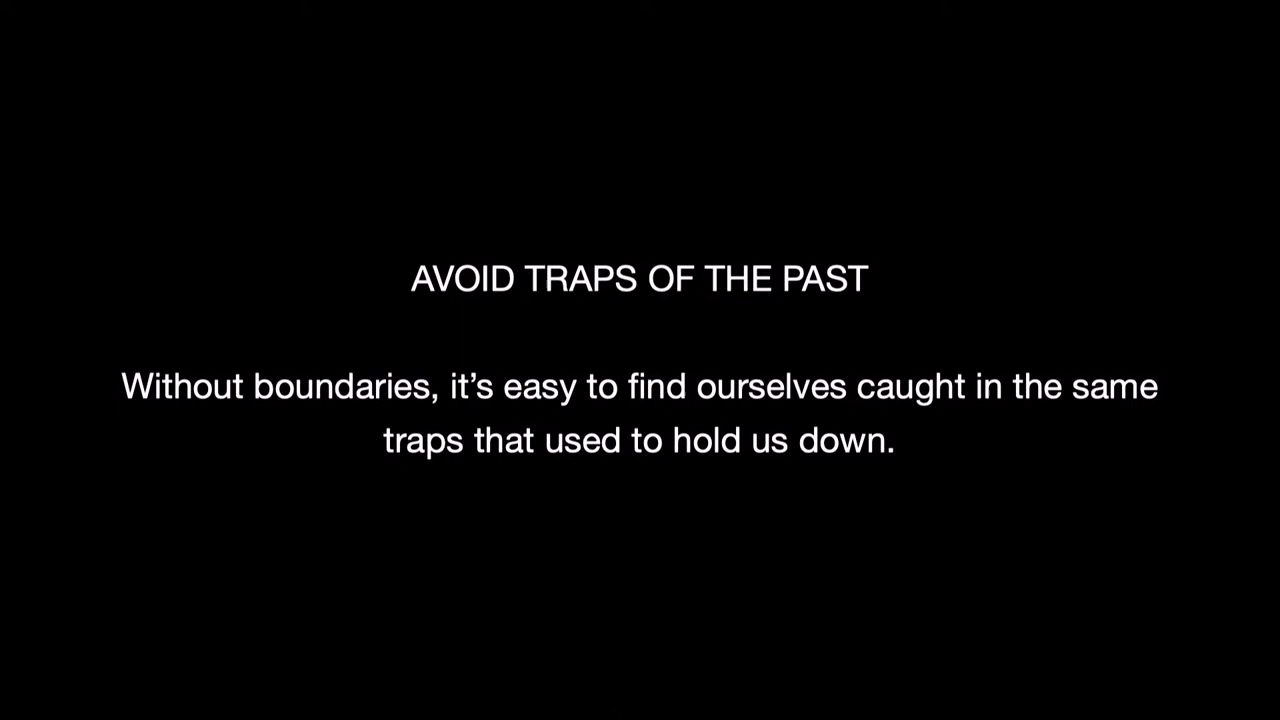 AVOID TRAPS OF THE PAST
Without boundaries, it’s easy to find ourselves caught in the same
traps that used to hold us down.